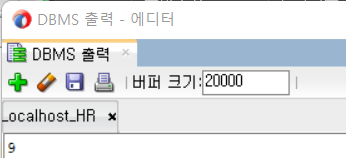 DBMS 출력 - 에디터
DBMS 출력 ×
버퍼 크기: 20000
Localhost_HR ×
9